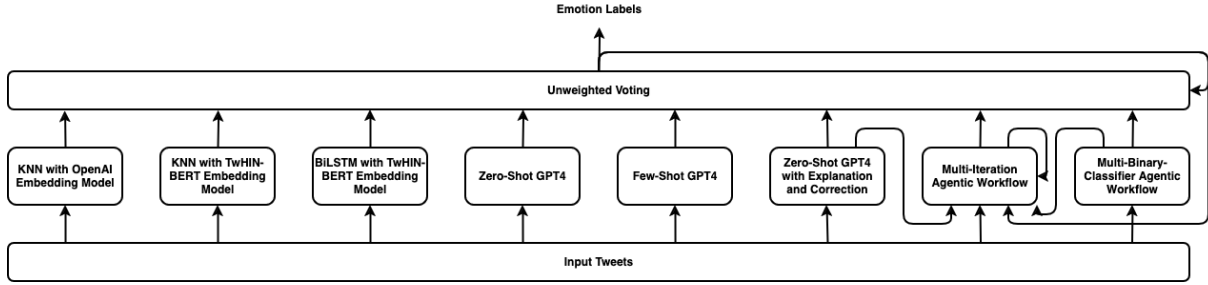 Emotion Labels
Unweighted Voting
KNN with OpenAI
Embedding Model
KNN with TwHIN-
BERT Embedding
Model
BiLSTM with TwHIN-
BERT Embedding
Model
Zero-Shot GPT4
Few-Shot GPT4
Zero-Shot GPT4
with Explanation
and Correction
Multi-Iteration
Agentic Workflow
Multi-Binary-
Classifier Agentic
Workflow
Input Tweets